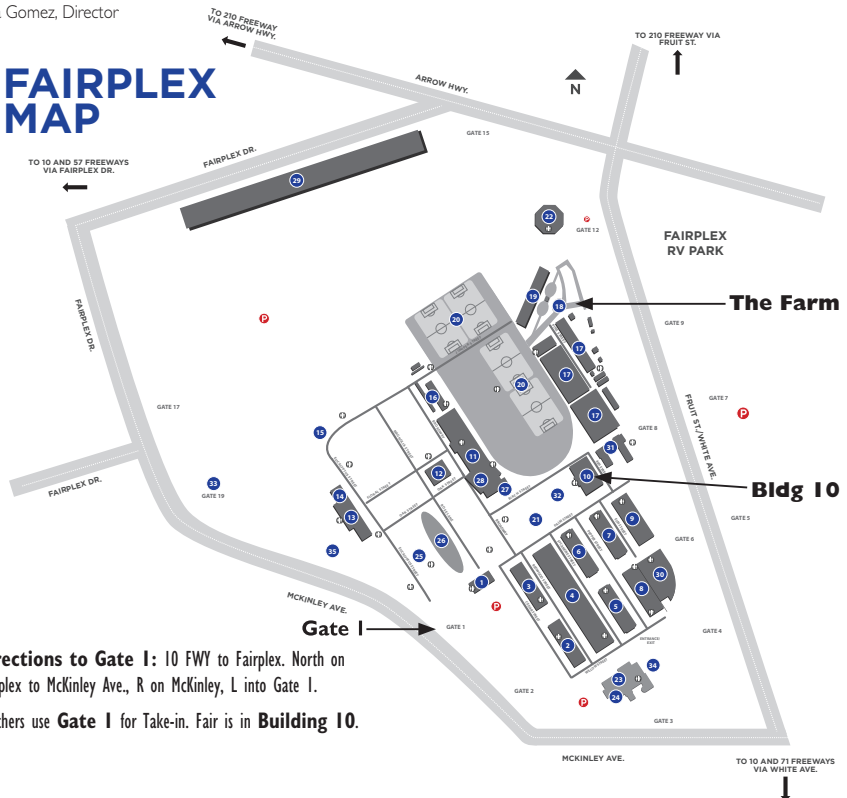 Gomez, Director
TO 210 FREEWAY
VIA ARROW HWY.
TO 210 FREEWAY VIA
FRUIT ST.
FAIRPLEX
MAP
N
ARROW HWY.
GATE 15
TO 10 AND 57 FREEWAYS
VIA FAIRPLEX DR.
FAIRPLEX DR.
29
22
P
GATE 12
FAIRPLEX
RV PARK
19
18
The Farm
FAIRPLEX DR.
P
20
GATE 9
17
17
20
GATE 17
16
GATE 7
P
17
15
GATE 8
FRUIT ST./WHITE AVE.
11
31
12
10
33
GATE 19
28
27
32
Bldg 10
FAIRPLEX DR.
14
13
21
9
GATE 5
26
7
GATE 6
35
25
6
1
3
4
8
30
MCKINLEY AVE.
P
5
Gate 1
GATE 1
GATE 4
2
ections to Gate 1: 10 FWY to Fairplex. North on
plex to McKinley Ave., R on McKinley, L into Gate 1.
34
23
24
GATE 2
P
hers use Gate 1 for Take-in. Fair is in Building 10.
GATE 3
MCKINLEY AVE.
TO 10 AND 71 FREEWAYS
VIA WHITE AVE.